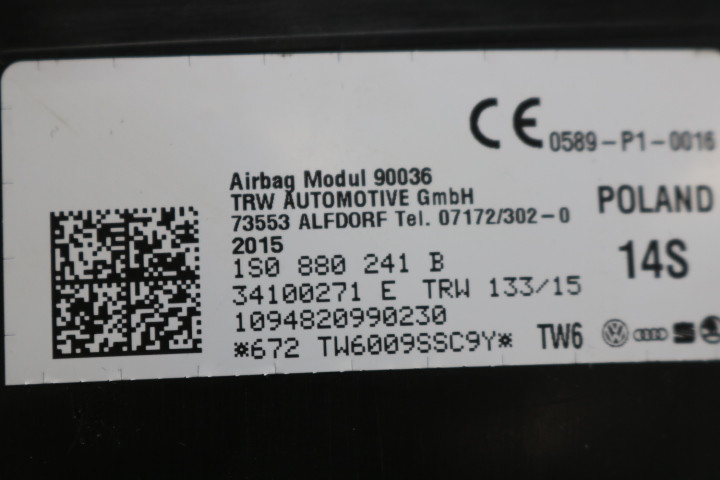 CE 0589-P1-0016
Airbag Modul 90036
TRW AUTOMOTIVE GmbH
73553 ALFDORF Tel. 07172/302-0
2015
POLAND
1S0 880 241 B
14S
34100271 E TRW 133/15
1094820990230
*672 TW6009SSC9Y* TW6